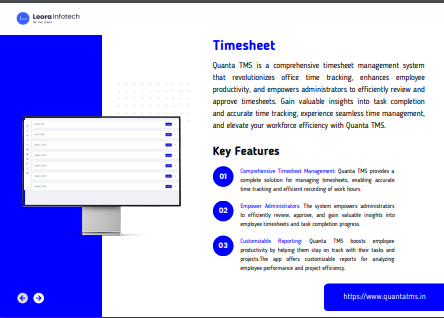 Loora Infotech
Timesheet
Quanta TMS is a comprehensive timesheet management system
that revolutionizes office time tracking, enhances employee
productivity, and empowers administrators to efficiently review and
approve timesheets. Gain valuable insights into task completion
and accurate time tracking, experience seamless time management,
and elevate your workforce efficiency with Quanta TMS.
Key Features
01
Comprehensive Timesheet Management: Quanta TMS provides a
complete solution for managing timesheets, enabling accurate
time tracking and efficient recording of work hours.
02
Empower Administrators: The system empowers administrators
to efficiently review, approve, and gain valuable insights into
employee timesheets and task completion progress.
03
Customizable Reporting: Quanta TMS boosts employee
productivity by helping them stay on track with their tasks and
projects.The app offers customizable reports for analyzing
employee performance and project efficiency.
https://www.quantatms.in